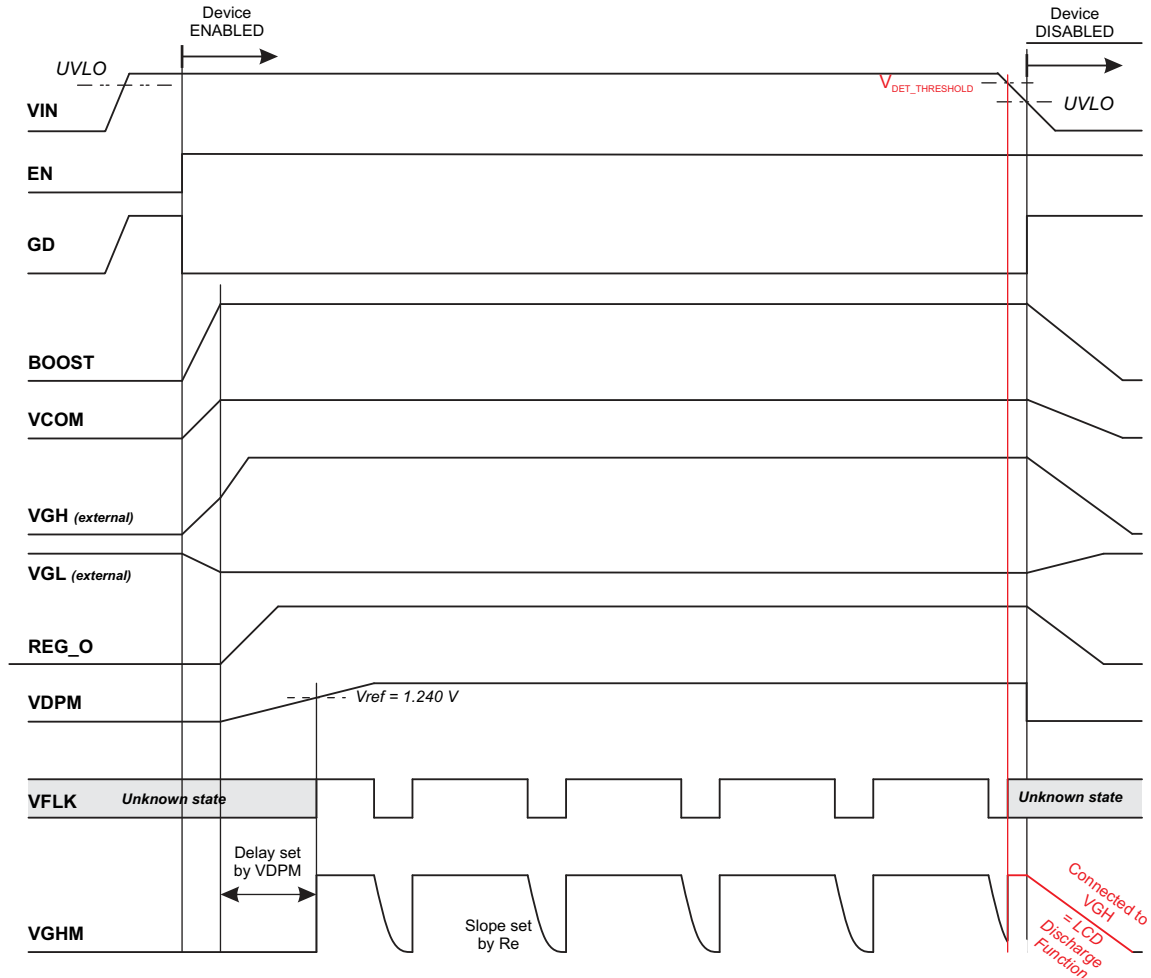 Device
ENABLED
Device
DISABLED
UVLO
VDET_THRESHOLD
UVLO
VIN
EN
GD
BOOST
VCOM
VGH (external)
VGL (external)
REG_O
VDPM
Vref = 1.240 V
VFLK
Unknown state
Unknown state
Delay set
by VDPM
VGHM
Slope set
by Re
Connected to
VGH
= LCD
Discharge
Function